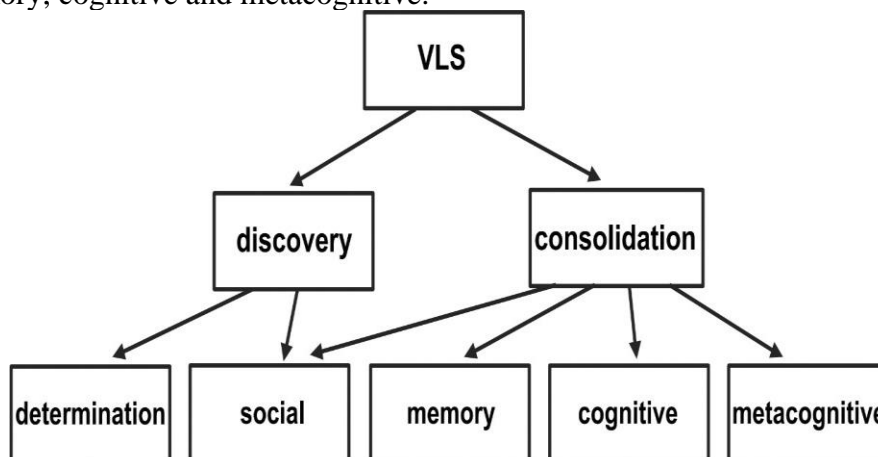 ory, cognitive and metacognitive.
VLS
discovery
consolidation
determination
social
memory
cognitive
metacognitive